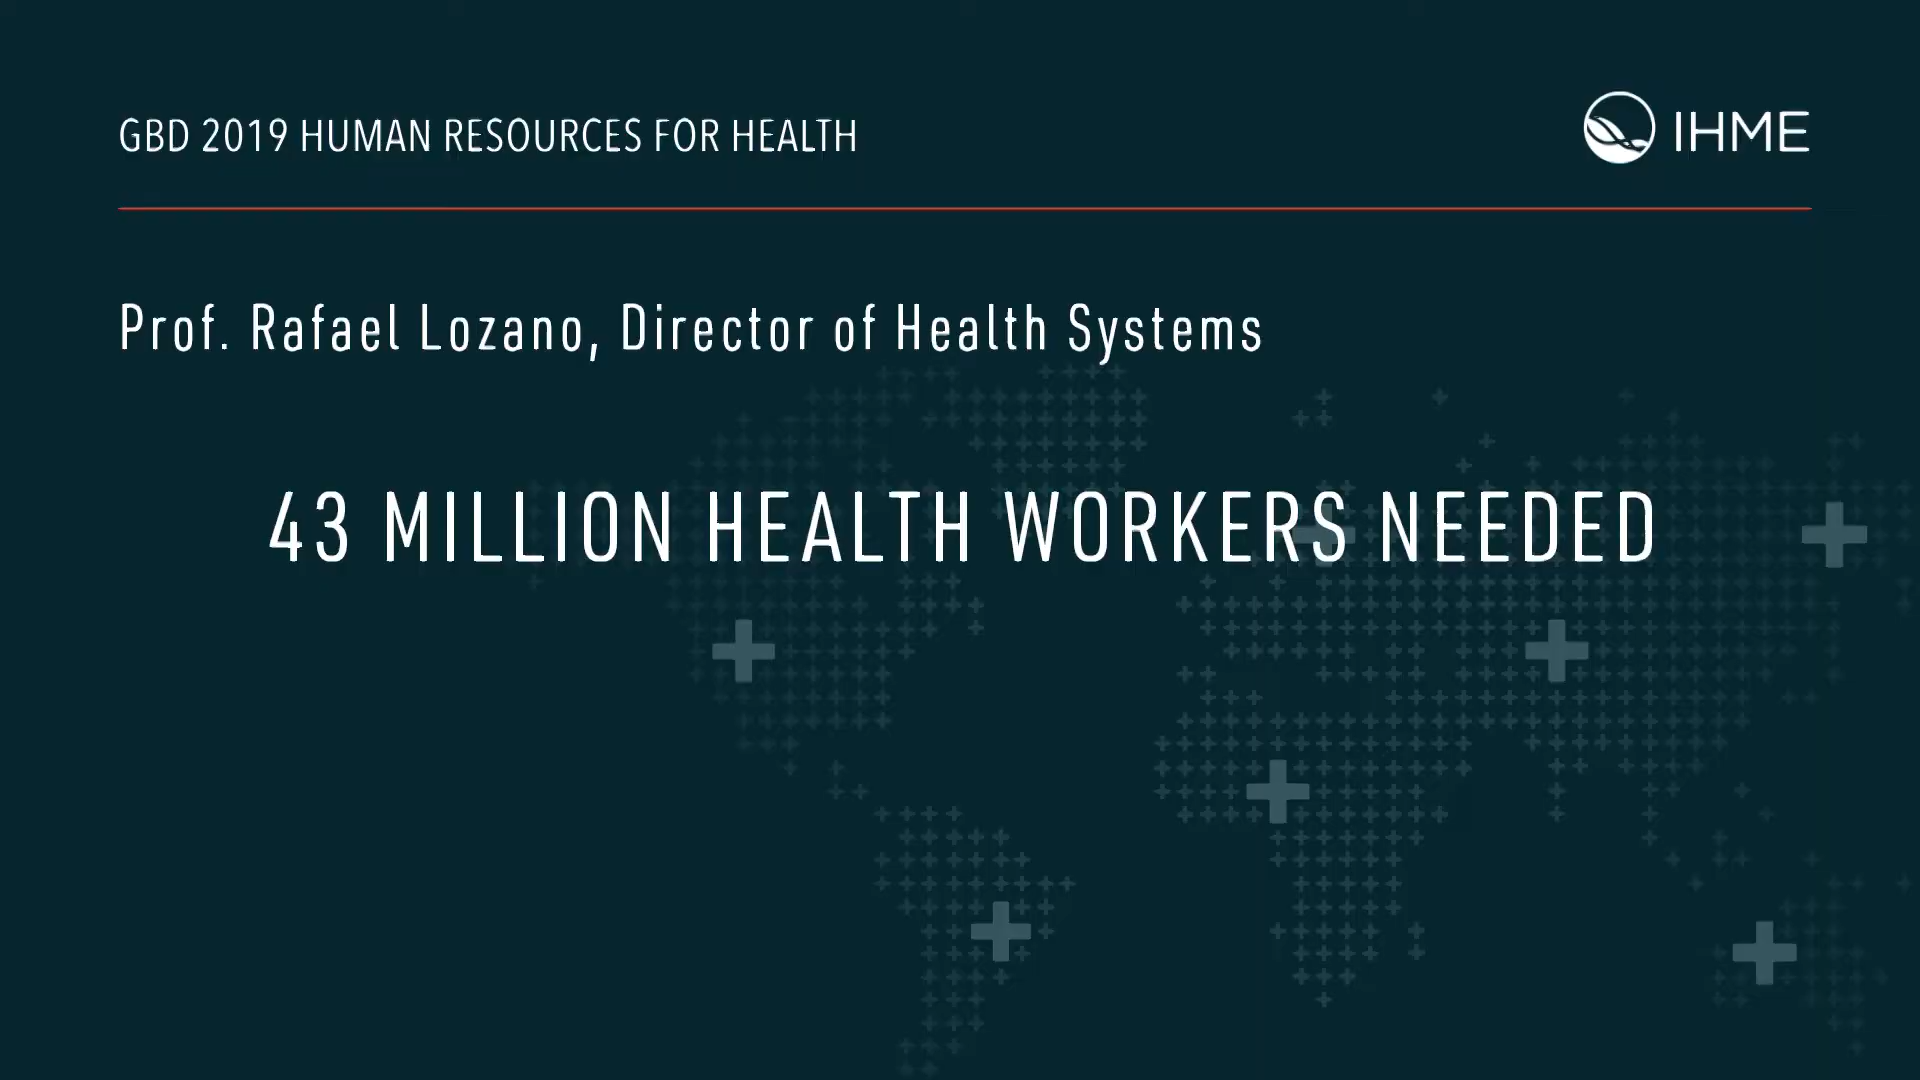 GBD 2019 HUMAN RESOURCES FOR HEALTH
IHME
Prof. Rafael Lozano, Director of Health Systems
43 MILLION HEALTH WORKERS NEEDED